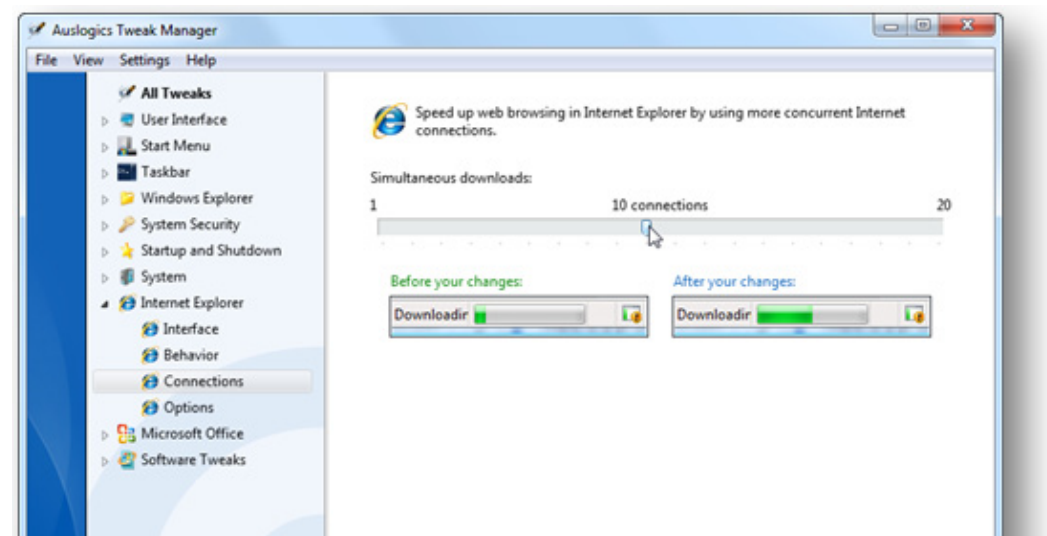 Auslogics Tweak Manager
File View Settings Help
All Tweaks
User Interface
Start Menu
Taskbar
Windows Explorer
System Security
Startup and Shutdown
System
Internet Explorer
Interface
Behavior
Connections
Options
Microsoft Office
Software Tweaks
Speed up web browsing in Internet Explorer by using more concurrent Internet
connections.
Simultaneous downloads:
1 10 connections 20
Before your changes: After your changes:
Downloadir Downloadir